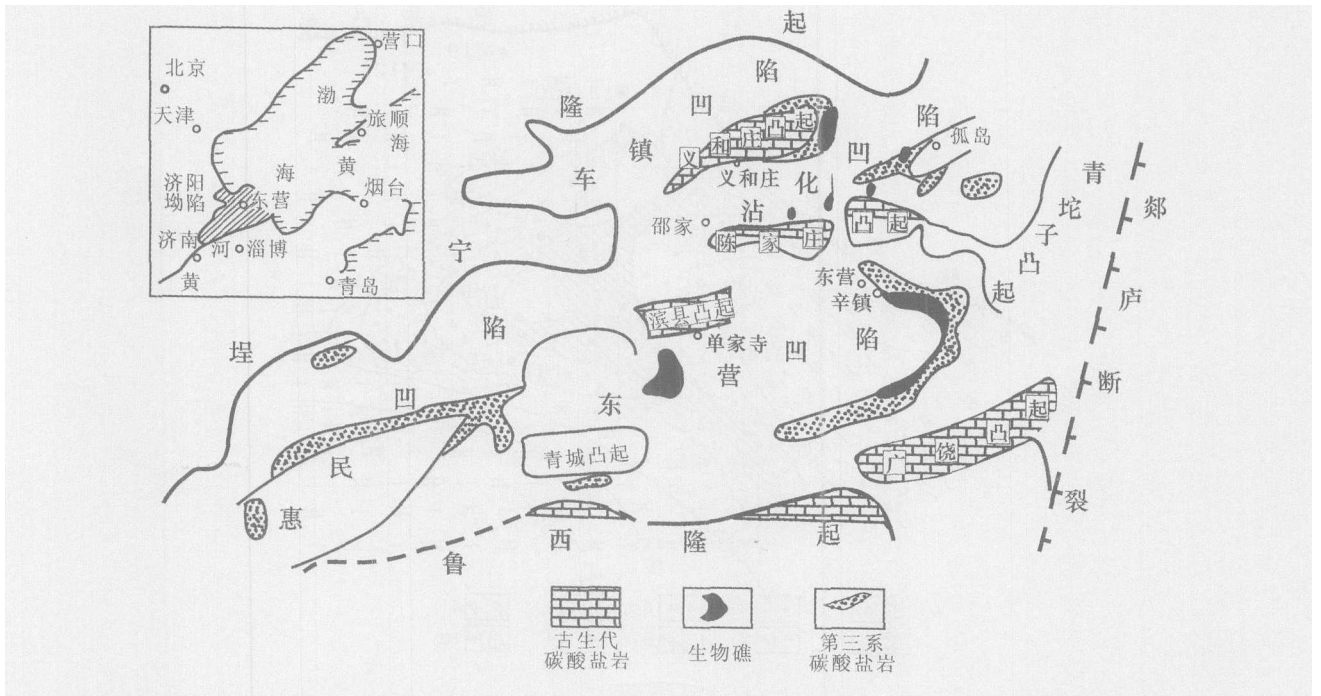 营口
北京
渤
天津
旅顺
海
黄
海
济阳
坳陷
东营
烟台
济南
河
淄博
黄
青岛
埕
宁
隆
起
车
镇
凹
陷
义
和
庄
凸
起
义和庄
沾
化
凹
陷
孤岛
邵家
陈
家
庄
凸
起
青
坨
子
凸
起
郯
庐
断
裂
东营
辛镇
滨县凸起
单家寺
东
营
凹
陷
惠
民
凹
陷
青城凸起
广
饶
凸
起
鲁
西
隆
起
古生代
碳酸盐岩
生物礁
第三系
碳酸盐岩